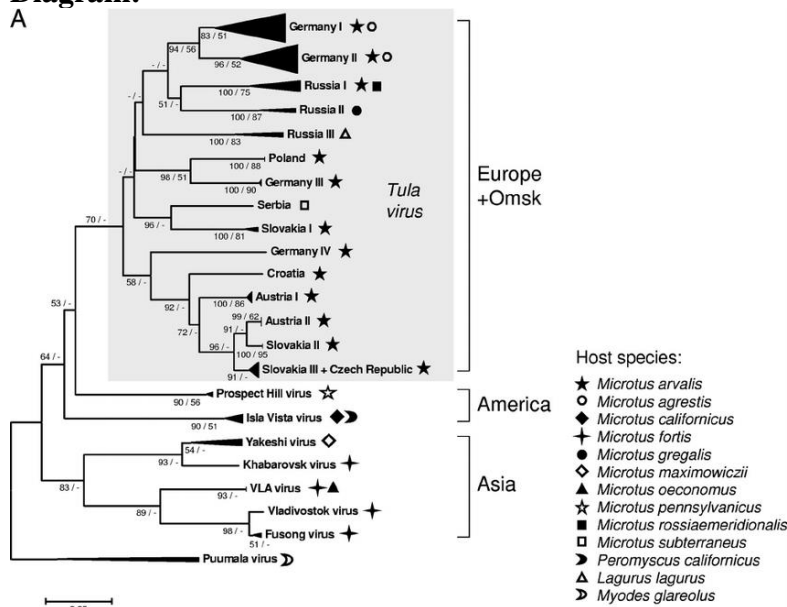 A
Germany I
83 / 51
94 / 56
Germany II
96 / 52
- / -
Russia I
100 / 75
51 / -
Russia II
100 / 87
- / -
Russia III
100 / 83
Poland
100 / 88
98 / 51
Germany III
100 / 90
- / -
Serbia
96 / -
Slovakia I
100 / 81
70 / -
Germany IV
58 / -
Croatia
92 / -
Austria I
100 / 86
72 / -
99 / 62
Austria II
91 / -
96 / -
Slovakia II
100 / 95
Slovakia III + Czech Republic
91 / -
Tula
virus
Europe
+Omsk
53 / -
64 / -
Prospect Hill virus
90 / 56
Isla Vista virus
90 / 51
America
Yakeshi virus
54 / -
93 / -
Khabarovsk virus
83 / -
VLA virus
93 / -
89 / -
Vladivostok virus
98 / -
Fusong virus
51 / -
Asia
Puumala virus
Host species:
Microtus arvalis
Microtus agrestis
Microtus californicus
Microtus fortis
Microtus gregalis
Microtus maximowiczii
Microtus oeconomus
Microtus pennsylvanicus
Microtus rossiaemeridionalis
Microtus subterraneus
Peromyscus californicus
Lagurus lagurus
Myodes glareolus